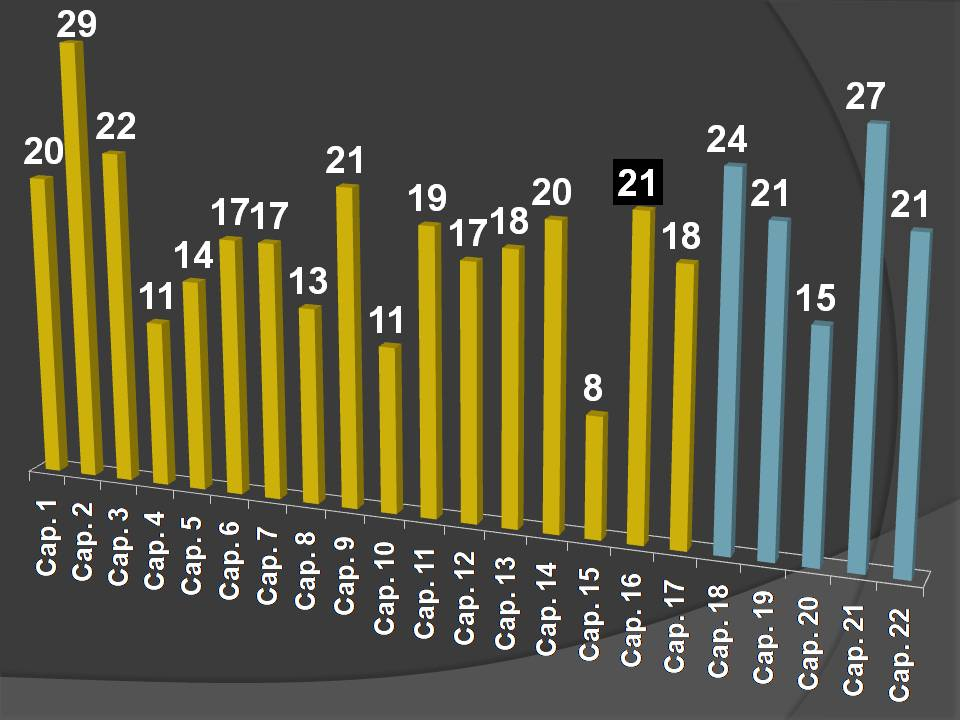 20
29
22
11
14
17
17
13
21
11
19
17
18
20
8
21
18
24
21
15
27
21
Cap. 1
Cap. 2
Cap. 3
Cap. 4
Cap. 5
Cap. 6
Cap. 7
Cap. 8
Cap. 9
Cap. 10
Cap. 11
Cap. 12
Cap. 13
Cap. 14
Cap. 15
Cap. 16
Cap. 17
Cap. 18
Cap. 19
Cap. 20
Cap. 21
Cap. 22